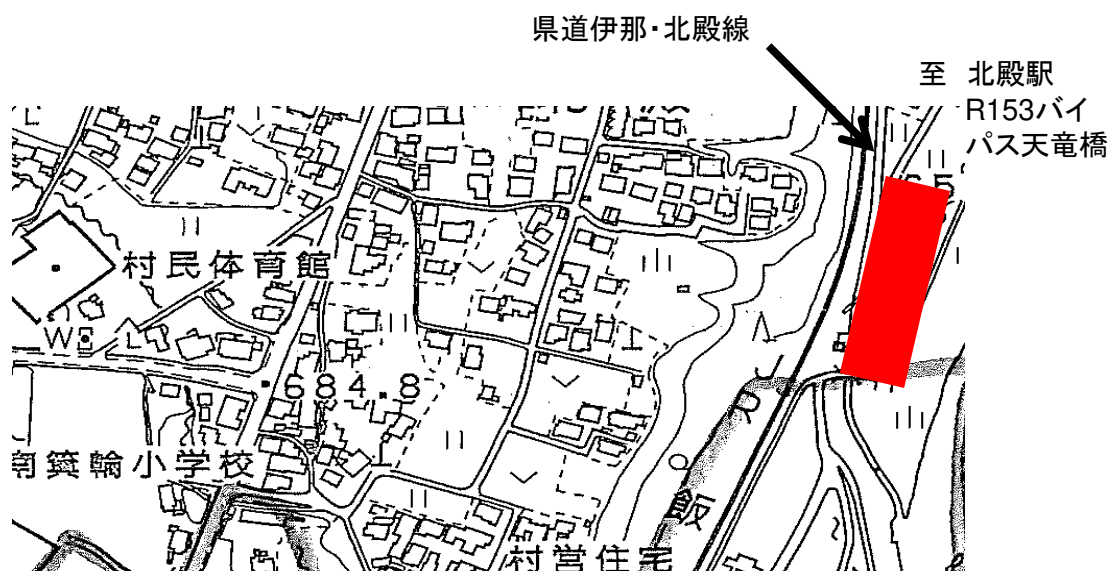 県道伊那・北殿線
至 北殿駅
R153バイ
パス天竜橋
村民体育館
W
684.8
南箕輪小学校
JR
飯
村営住宅